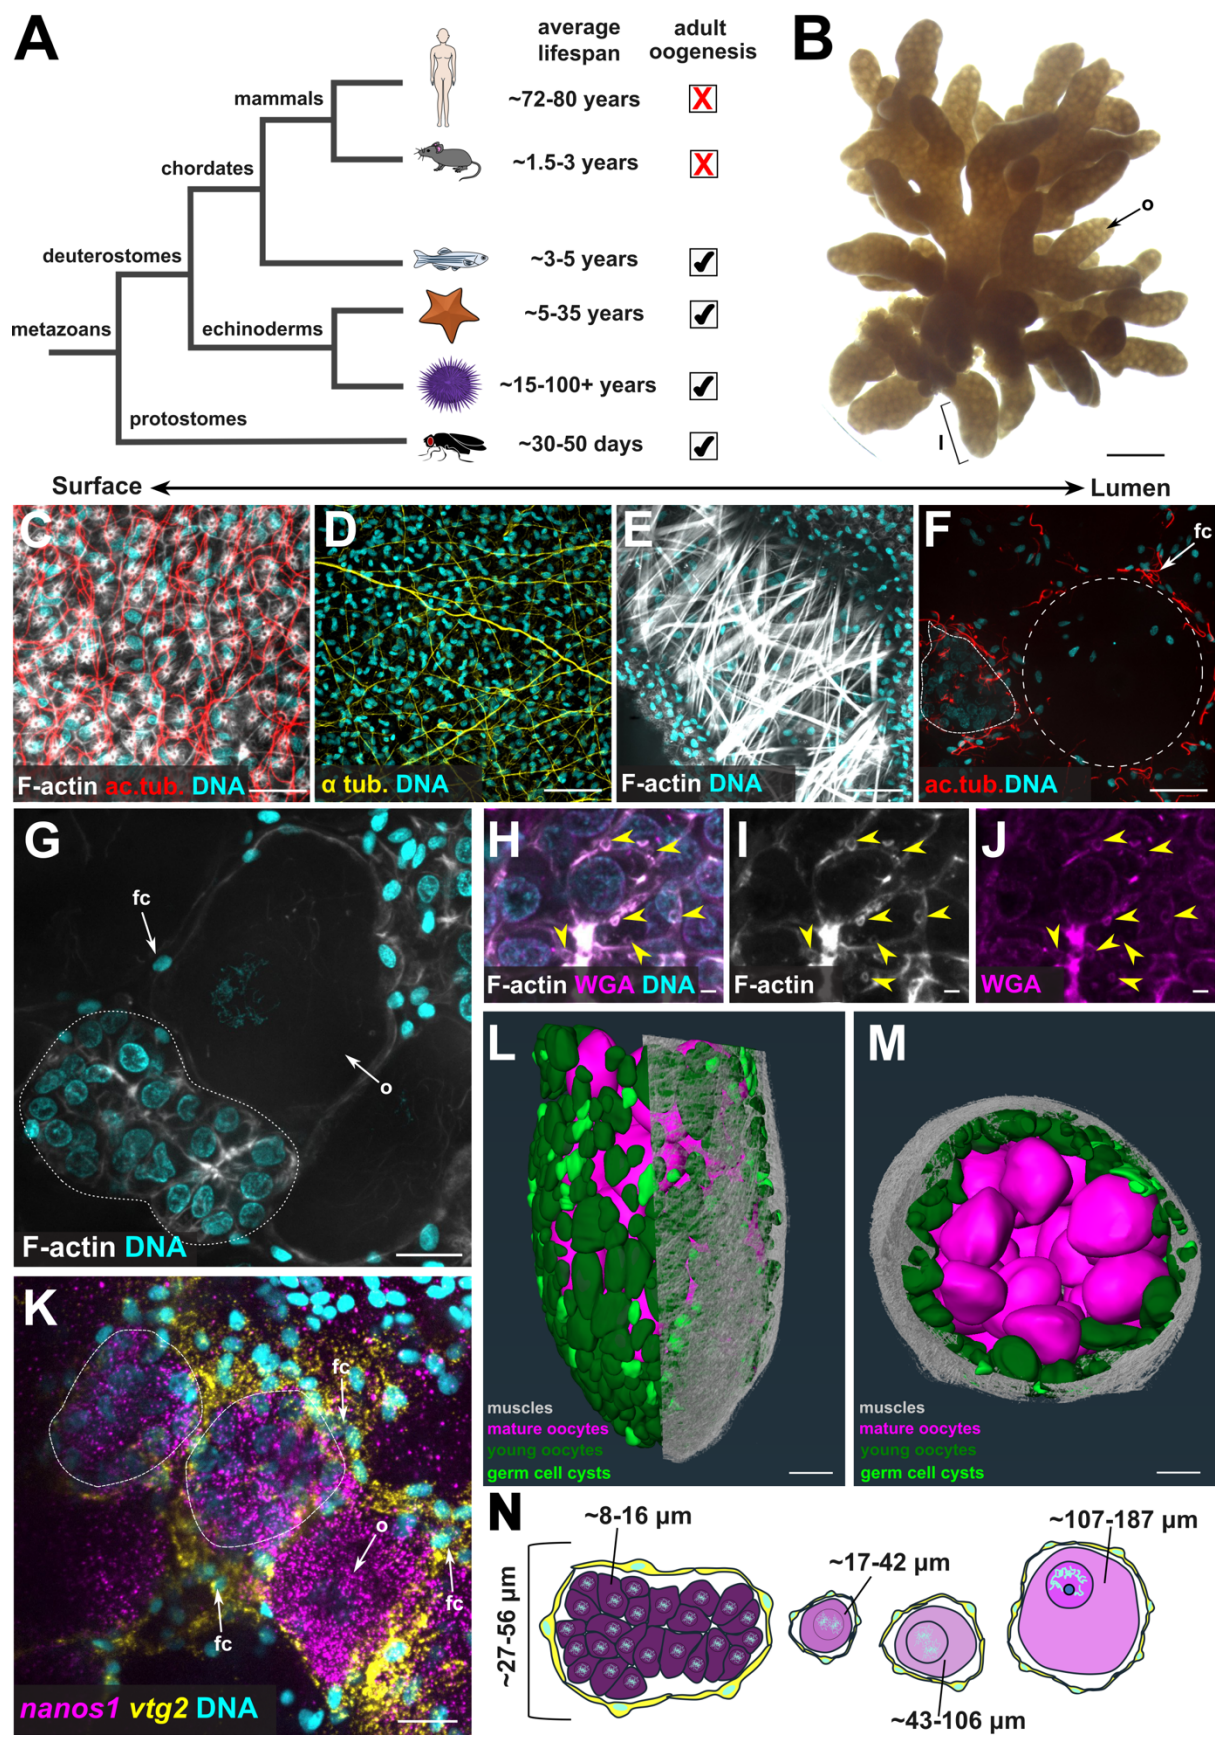 A
average
lifespan
adult
oogenesis
mammals
~72-80 years
X
chordates
~1.5-3 years
X
deuterostomes
~3-5 years
✓
metazoans
echinoderms
~5-35 years
✓
~15-100+ years
✓
protostomes
~30-50 days
✓
B
o
l
Surface
Lumen
C
F-actin ac.tub. DNA
D
α tub. DNA
E
F-actin DNA
F
fc
ac.tub.DNA
G
fc
o
F-actin DNA
H
F-actin WGA DNA
I
F-actin
J
WGA
K
fc
o
fc
fc
nanos1 vtg2 DNA
L
muscles
mature oocytes
young oocytes
germ cell cysts
M
muscles
mature oocytes
young oocytes
germ cell cysts
N
~8-16 µm
~27-56 µm
~17-42 µm
~43-106 µm
~107-187 µm